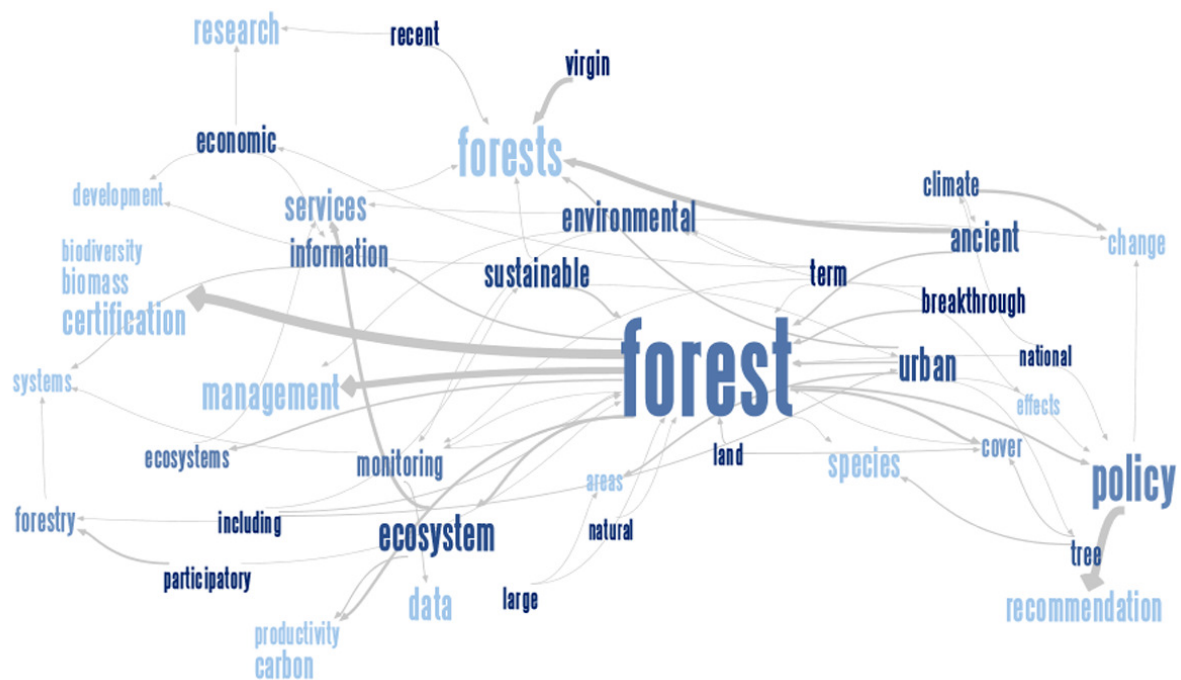 research
recent
virgin
economic
forests
development
services
climate
environmental
ancient
change
biodiversity
information
biomass
sustainable
term
certification
breakthrough
forest
national
urban
systems
management
effects
cover
ecosystems
monitoring
land
species
areas
policy
forestry
including
ecosystem
natural
tree
participatory
data
large
recommendation
productivity
carbon